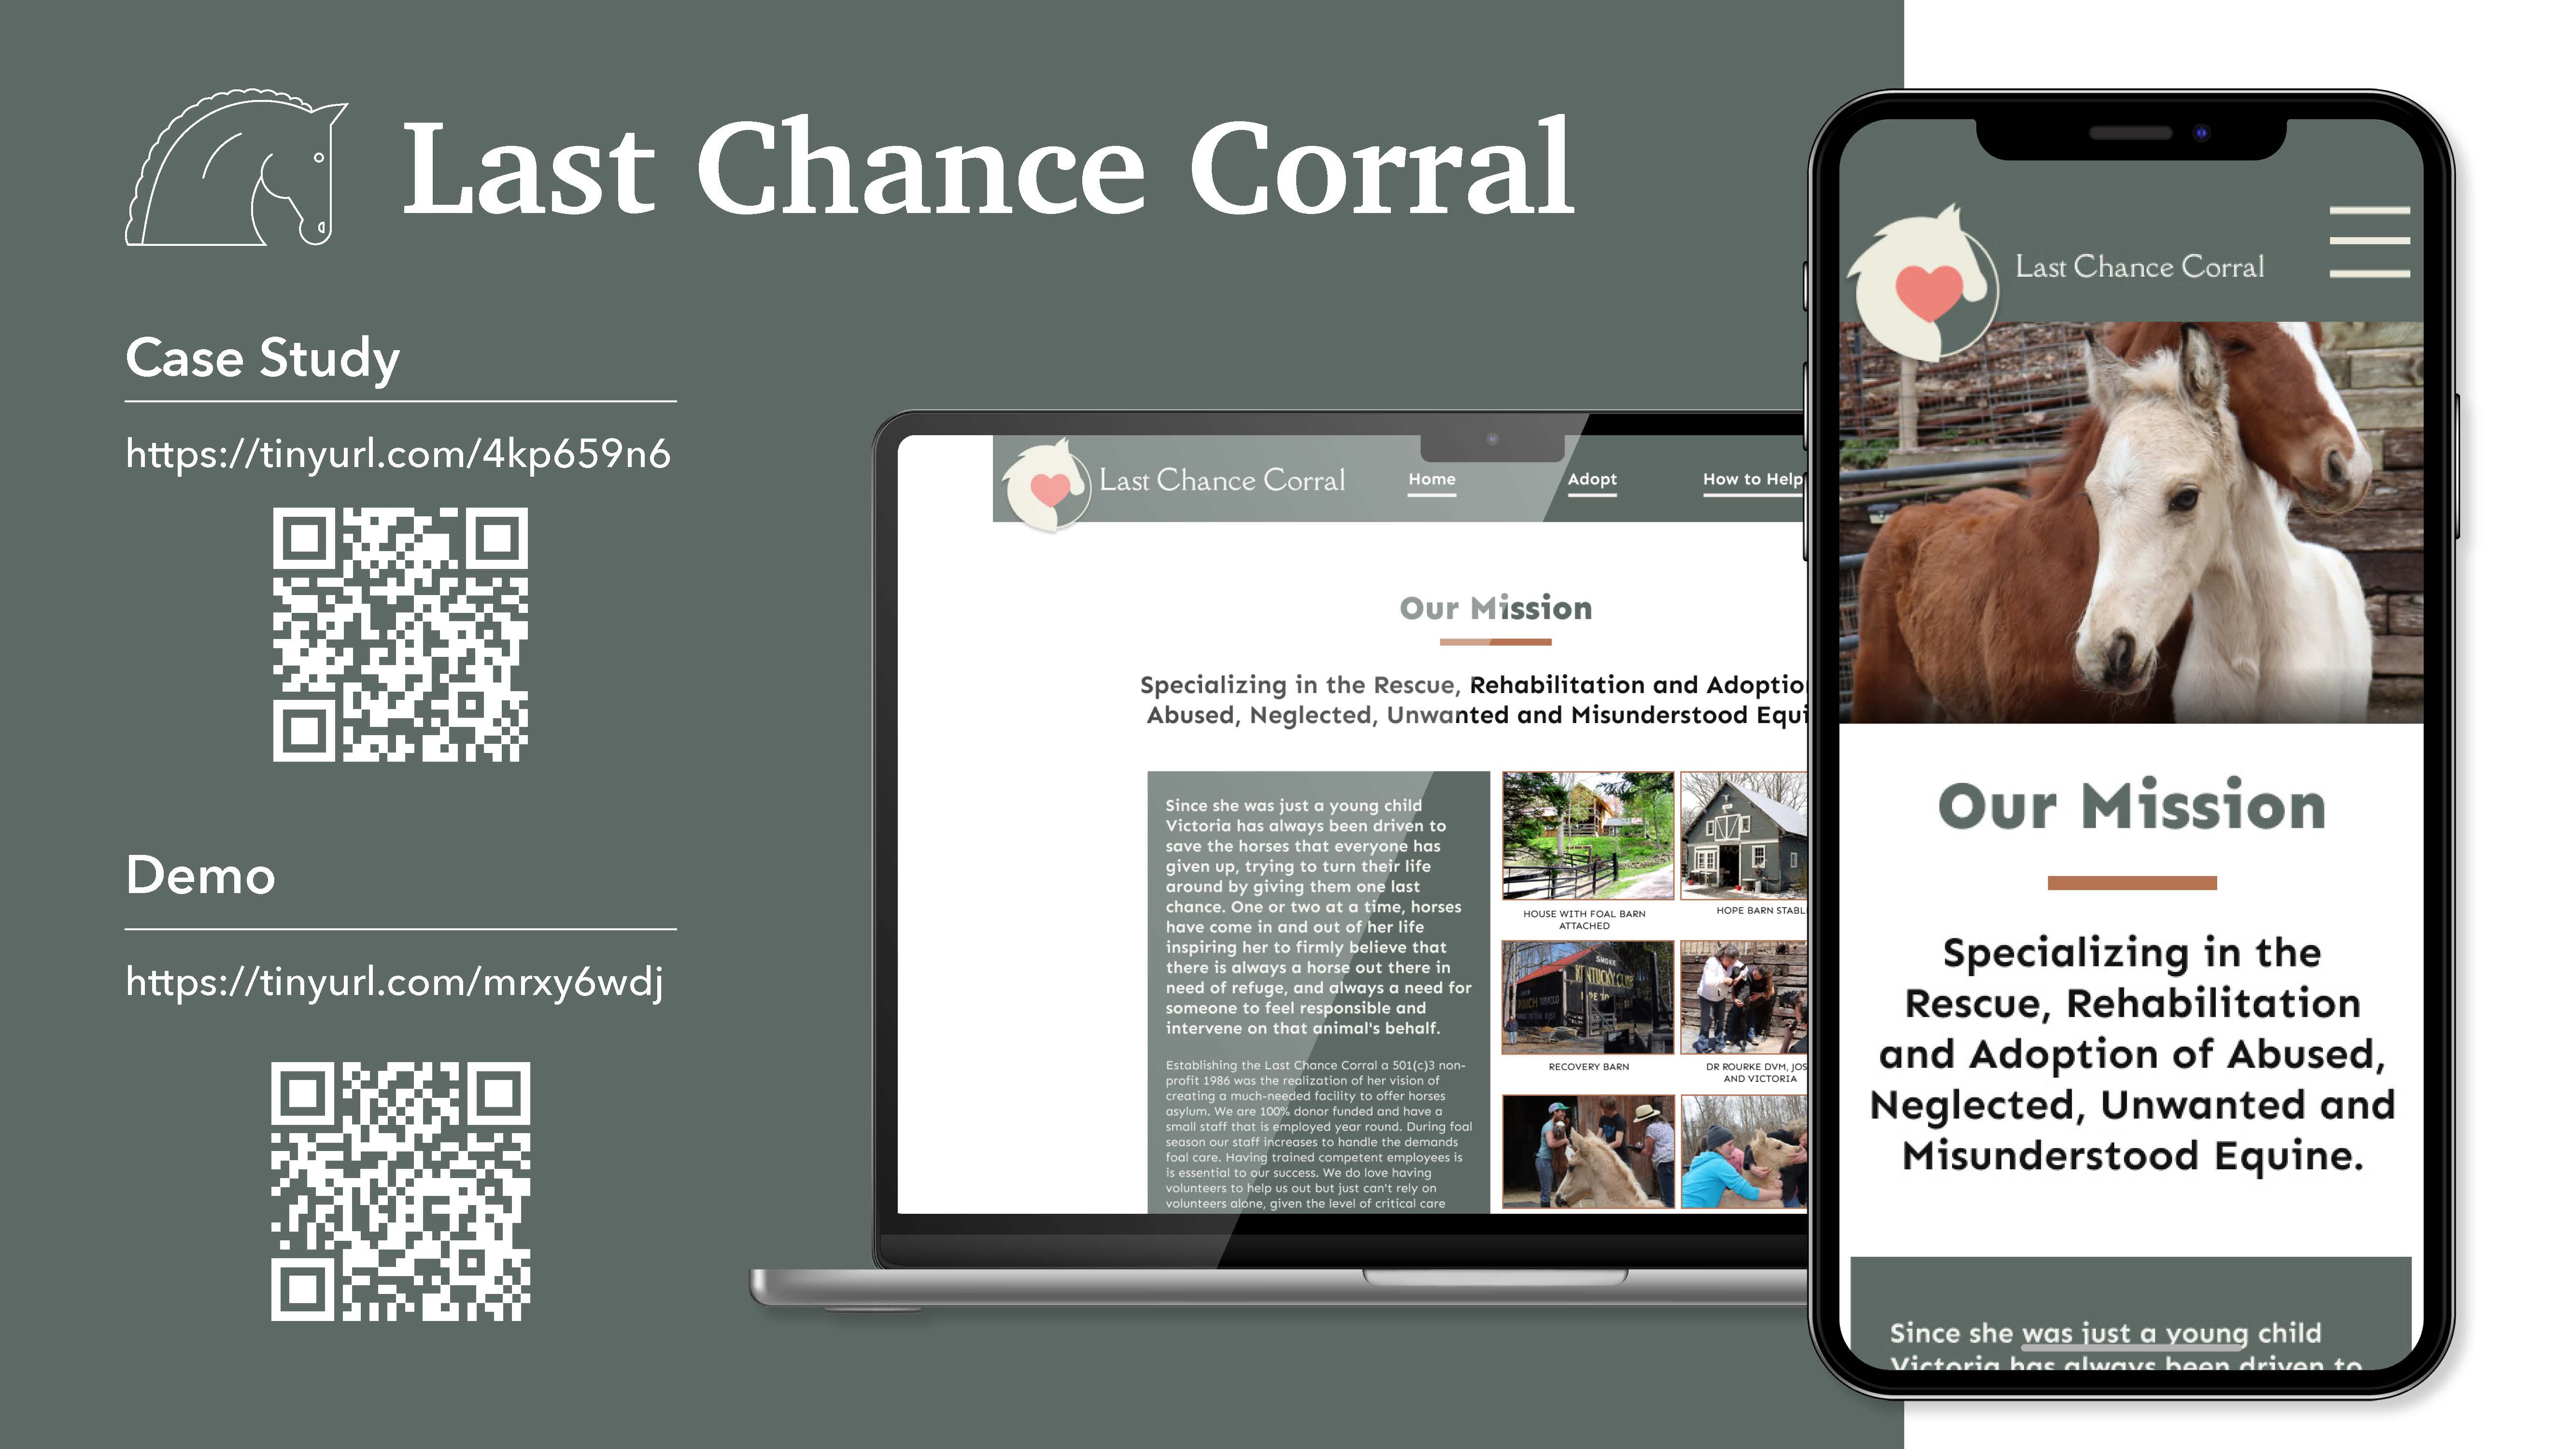 Last Chance Corral
Case Study
https://tinyurl.com/4kp659n6
Demo
https://tinyurl.com/mrxy6wdj
Last Chance Corral
Home
Adopt
How to Help
Our Mission
Specializing in the Rescue, Rehabilitation and Adoptio
Abused, Neglected, Unwanted and Misunderstood Equi
Since she was just a young child
Victoria has always been driven to
save the horses that everyone has
given up, trying to turn their life
around by giving them one last
chance. One or two at a time, horses
have come in and out of her life
inspiring her to firmly believe that
there is always a horse out there in
need of refuge, and always a need for
someone to feel responsible and
intervene on that animal's behalf.
Establishing the Last Chance Corral a 501(c)3 non-
profit 1986 was the realization of her vision of
creating a much-needed facility to offer horses
asylum. We are 100% donor funded and have a
small staff that is employed year round. During foal
season our staff increases to handle the demands
foal care. Having trained competent employees is
is essential to our success. We do love having
volunteers to help us out but just can't rely on
volunteers alone, given the level of critical care
HOUSE WITH FOAL BARN
ATTACHED
HOPE BARN STABL
SMOKE
KENTUCKY CLUB
RECOVERY BARN
DR ROURKE DVM, JOS
AND VICTORIA
Last Chance Corral
Our Mission
Specializing in the
Rescue, Rehabilitation
and Adoption of Abused,
Neglected, Unwanted and
Misunderstood Equine.
Since she was just a young child
Victoria has always been driven to